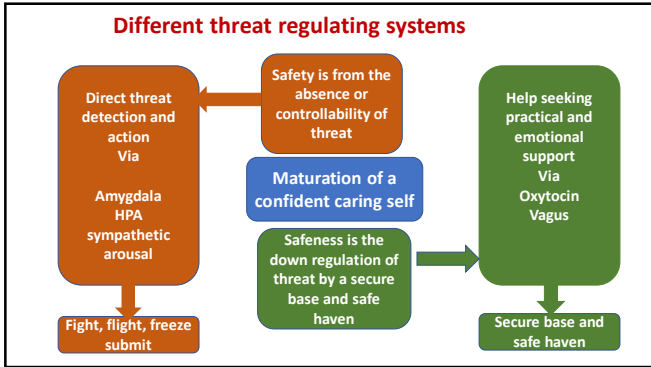 Different threat regulating systems
Direct threat
detection and
action
Via
Amygdala
HPA
sympathetic
arousal
Fight, flight, freeze
submit
Safety is from the
absence or
controllability of
threat
Maturation of a
confident caring self
Safeness is the
down regulation of
threat by a secure
base and safe
haven
Help seeking
practical and
emotional
support
Via
Oxytocin
Vagus
Secure base and
safe haven